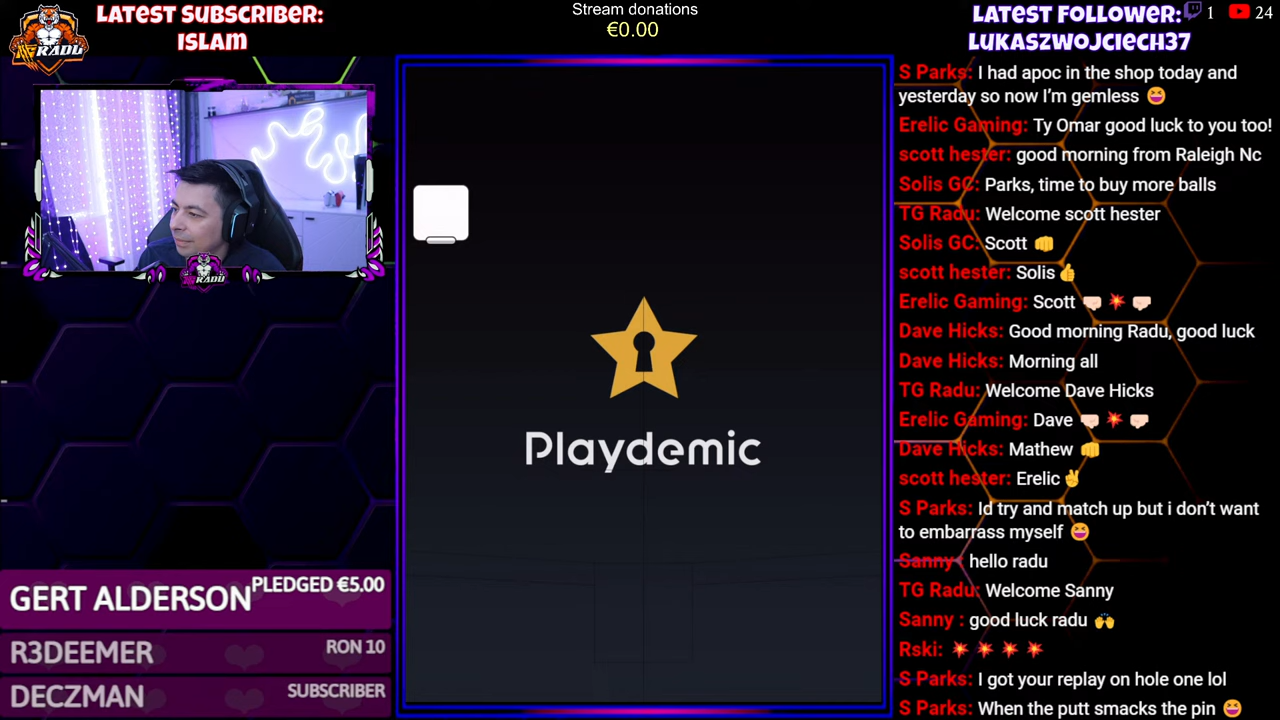 LATEST SUBSCRIBER:
ISLAM
RADU
Stream donations
€0.00
LATEST FOLLOWER:
LUKASZWOJCIECH37
1
24
RADU
Playdemic
GERT ALDERSON
PLEDGED €5.00
R3DEEMER
RON 10
DECZMAN
SUBSCRIBER
S Parks: I had apoc in the shop today and
yesterday so now I’m gemless 😆
Erelic Gaming: Ty Omar good luck to you too!
scott hester: good morning from Raleigh Nc
Solis GC: Parks, time to buy more balls
TG Radu: Welcome scott hester
Solis GC: Scott 👊
scott hester: Solis👍
Erelic Gaming: Scott 🤜🏻 💥 🤛🏻
Dave Hicks: Good morning Radu, good luck
Dave Hicks: Morning all
TG Radu: Welcome Dave Hicks
Erelic Gaming: Dave 🤜🏻 💥 🤛🏻
Dave Hicks: Mathew 👊
scott hester: Erelic✌️
S Parks: Id try and match up but i don’t want
to embarrass myself 😆
Sanny : hello radu
TG Radu: Welcome Sanny
Sanny : good luck radu 🙌
Rski: 💥 💥 💥 💥
S Parks: I got your replay on hole one lol
S Parks: When the putt smacks the pin 😆